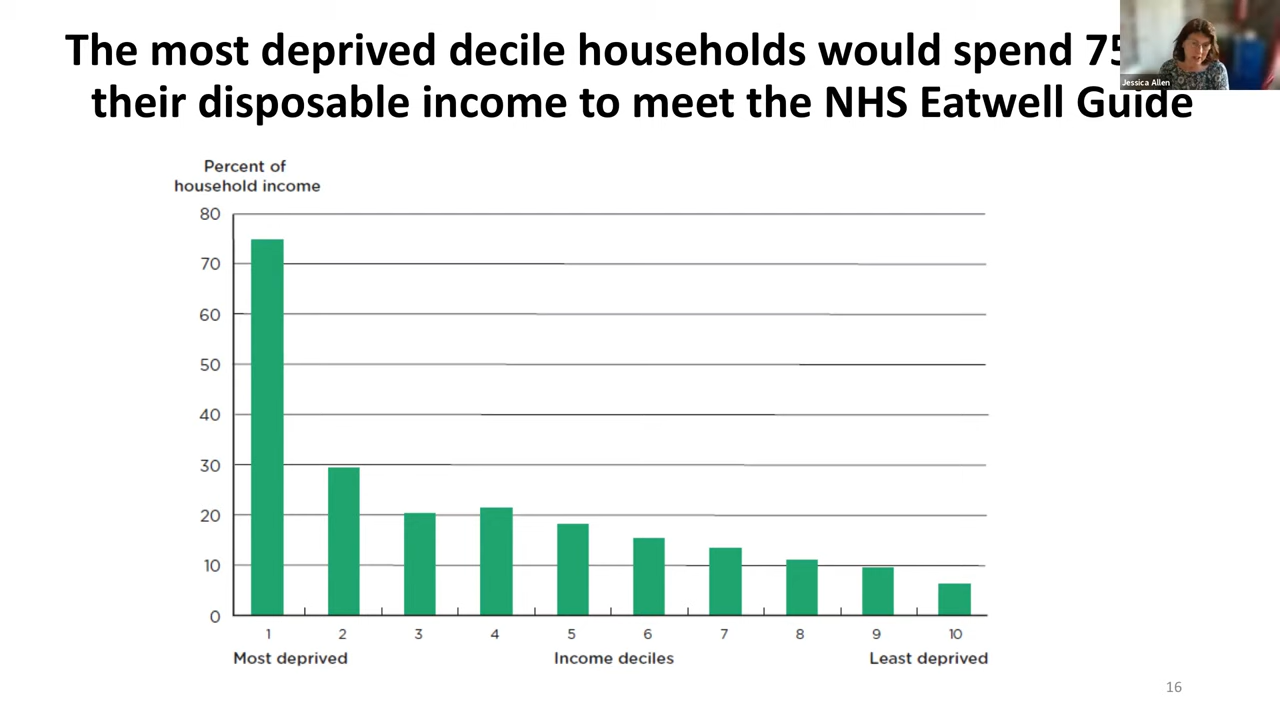 The most deprived decile households would spend 75
their disposable income to meet the NHS Eatwell Guide
Jessica Allen
Percent of
household income
80
70
60
50
40
30
20
10
0
1 2 3 4 5 6 7 8 9 10
Most deprived Income deciles Least deprived
16